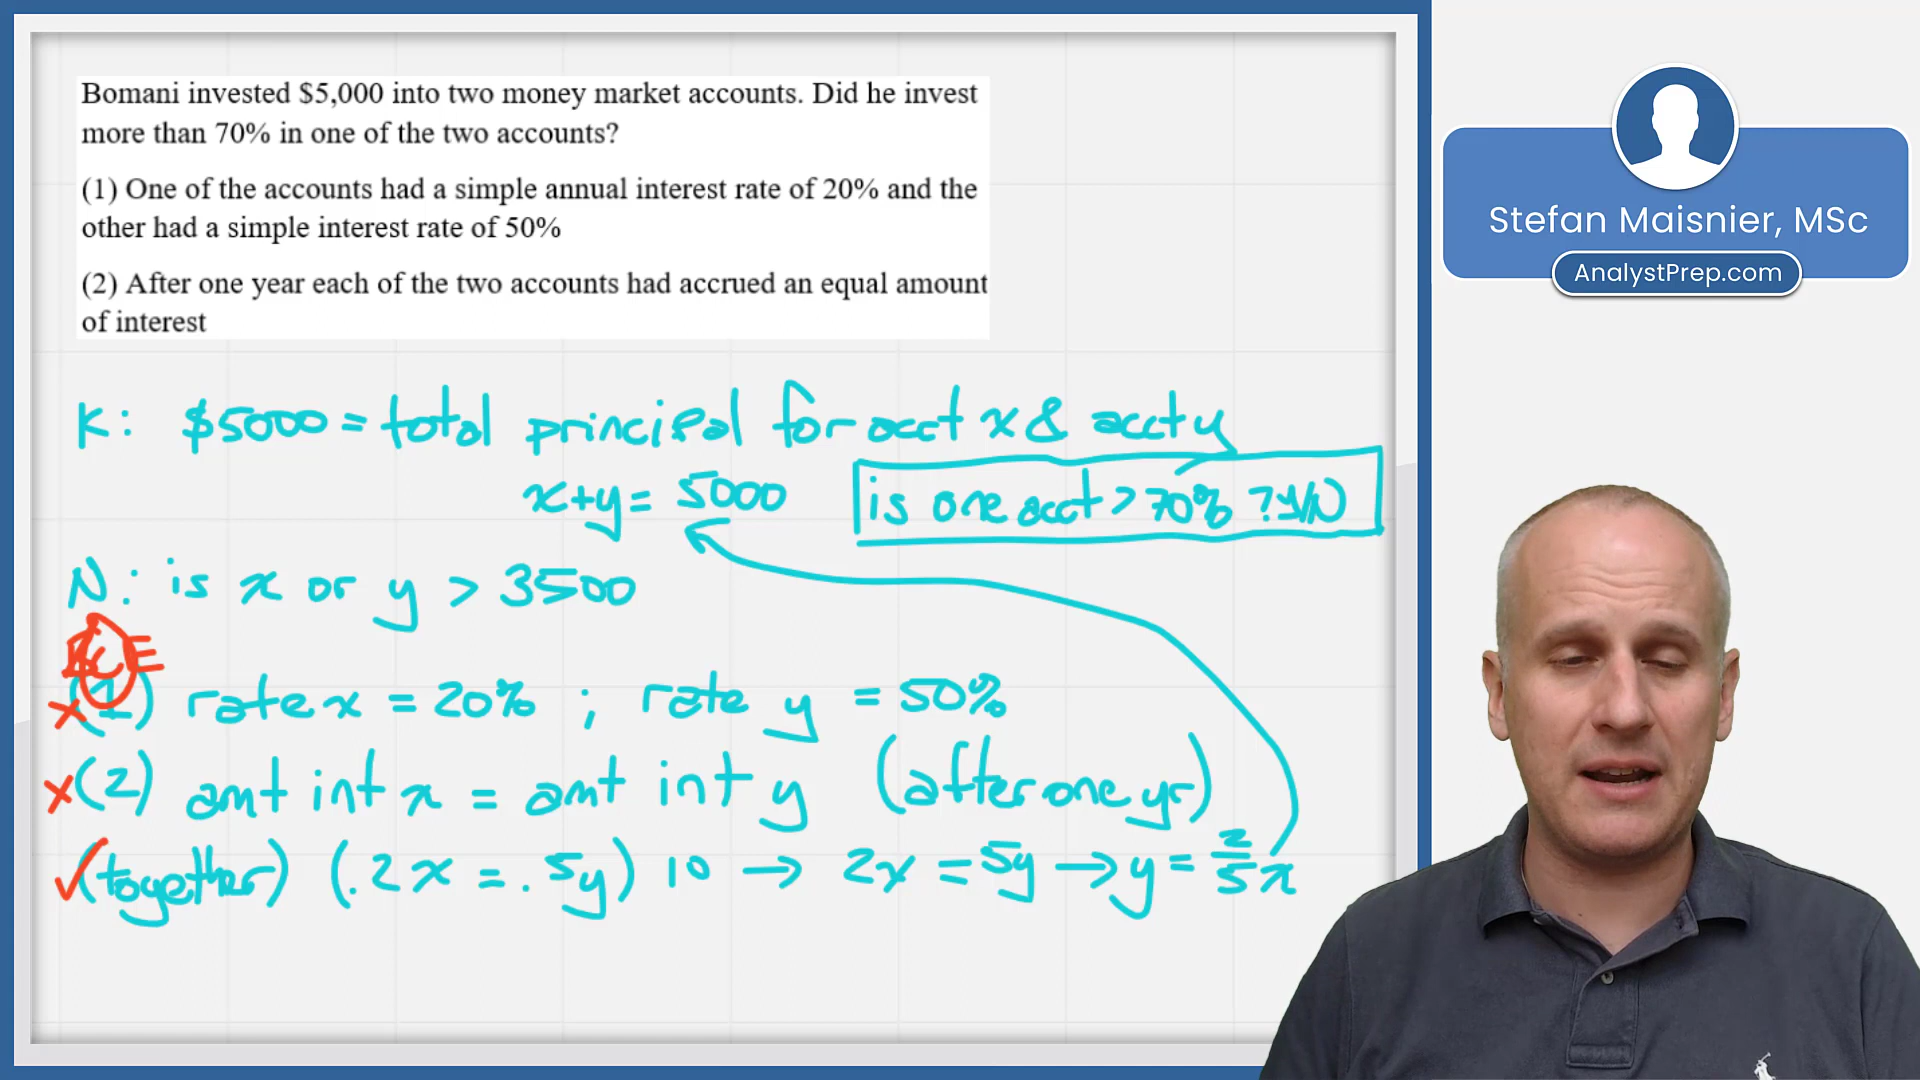 Bomani invested $5,000 into two money market accounts. Did he invest
more than 70% in one of the two accounts?
(1) One of the accounts had a simple annual interest rate of 20% and the
other had a simple interest rate of 50%
(2) After one year each of the two accounts had accrued an equal amount
of interest
K: $5000 = total principal for acct x & acct y
x+y = 5000
is one acct > 70% ? Y/N
N: is x or y > 3500
C E
x (1) rate x = 20% ; rate y = 50%
x (2) amt int x = amt int y (after one yr)
✓ (together) (.2x = .5y) 10 → 2x = 5y → y = 2/5 x
Stefan Maisnier, MSc
AnalystPrep.com